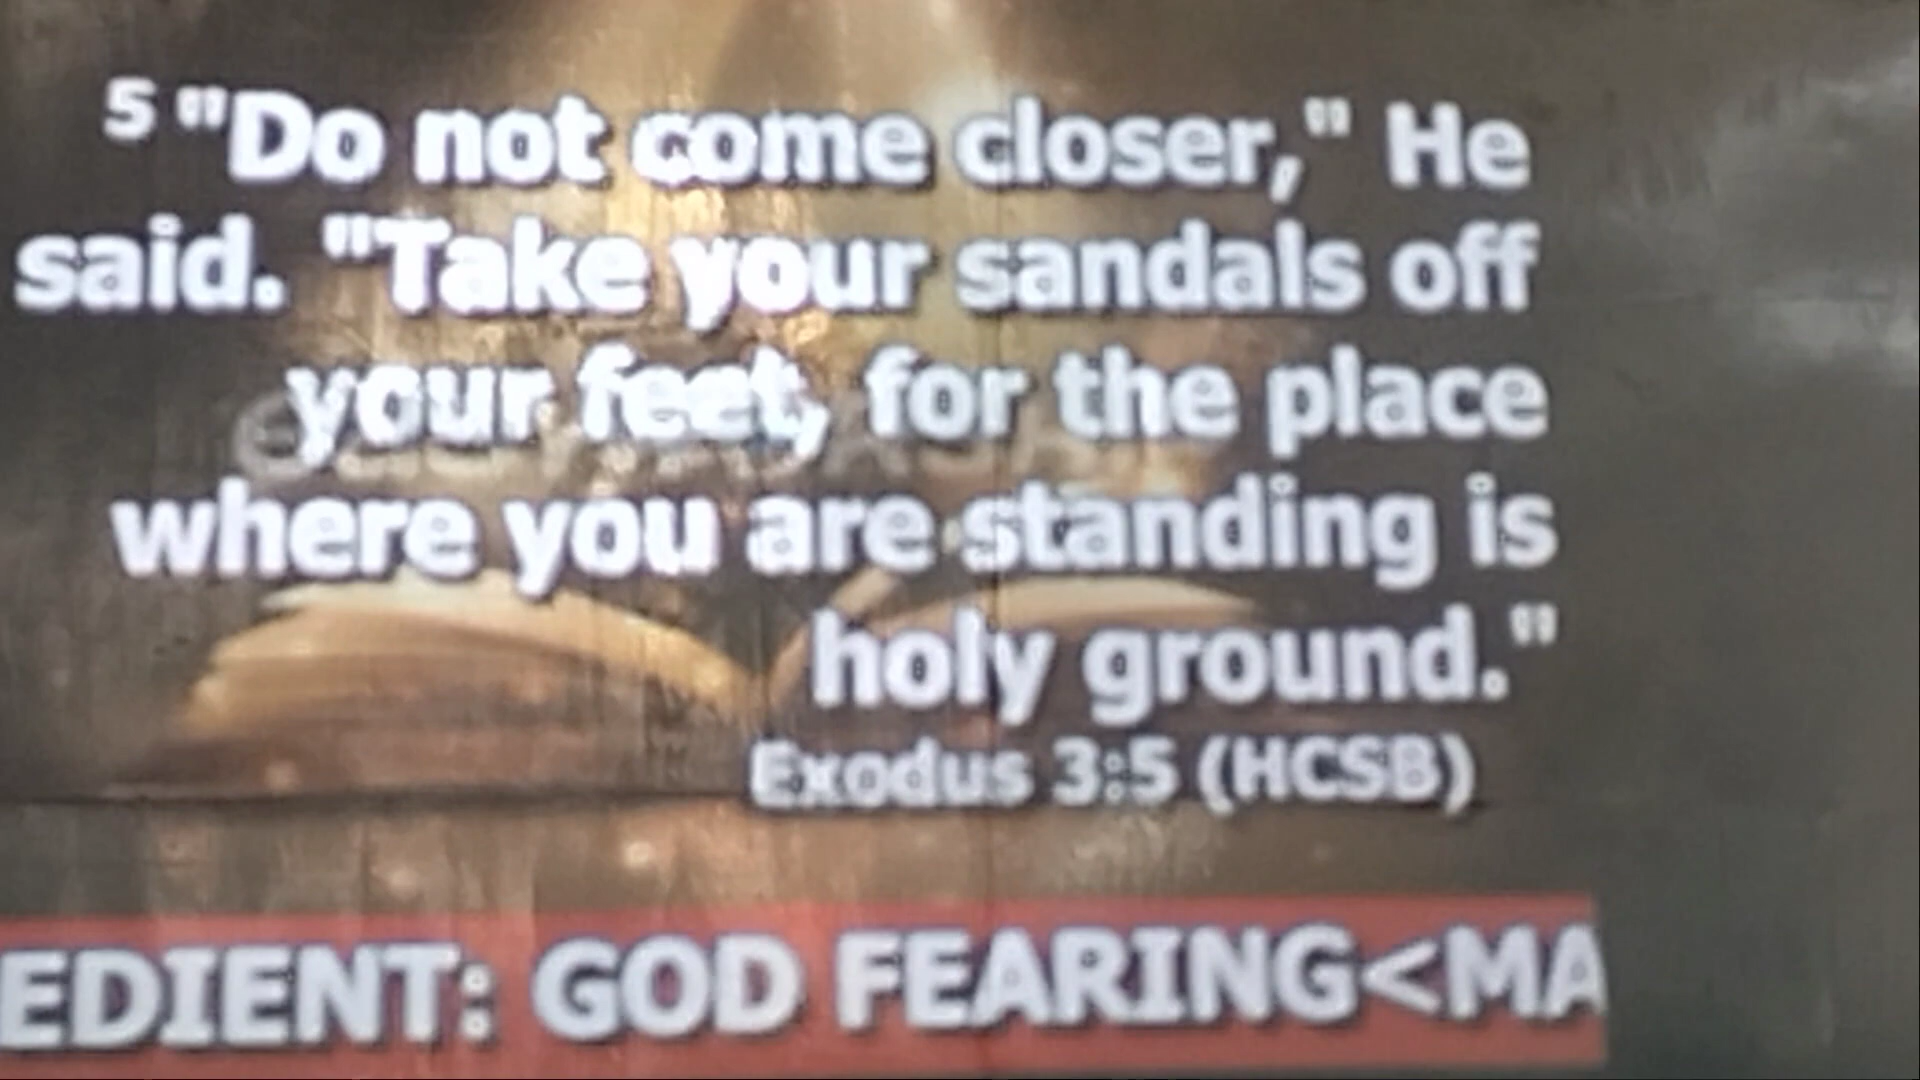 5 "Do not come closer," He
said. "Take your sandals off
your feet, for the place
where you are standing is
holy ground."
Exodus 3:5 (HCSB)
EDIENT: GOD FEARING<MA